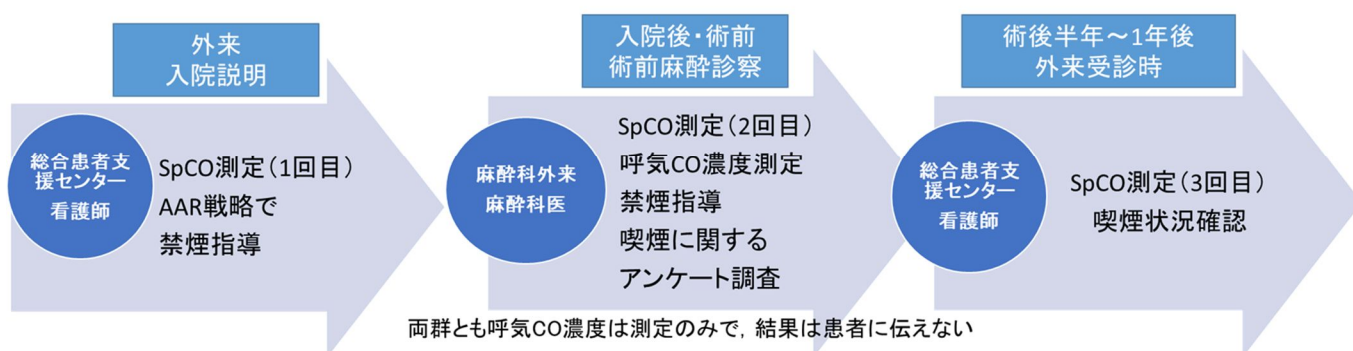 外来
入院説明
総合患者支
援センター
看護師
SpCO測定(1回目)
AAR戦略で
禁煙指導
入院後・術前
術前麻酔診察
麻酔科外来
麻酔科医
SpCO測定(2回目)
呼気CO濃度測定
禁煙指導
喫煙に関する
アンケート調査
術後半年～1年後
外来受診時
総合患者支
援センター
看護師
SpCO測定(3回目)
喫煙状況確認
両群とも呼気CO濃度は測定のみで，結果は患者に伝えない